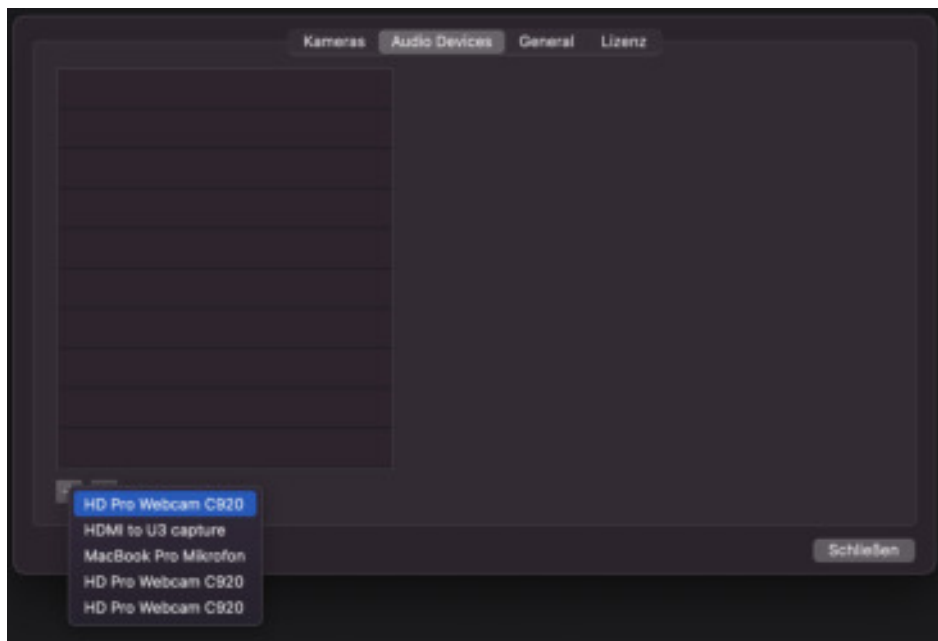 Kameras Audio Devices General Lizenz
HD Pro Webcam C920
HDMI to U3 capture
MacBook Pro Mikrofon
HD Pro Webcam C920
HD Pro Webcam C920
Schließen